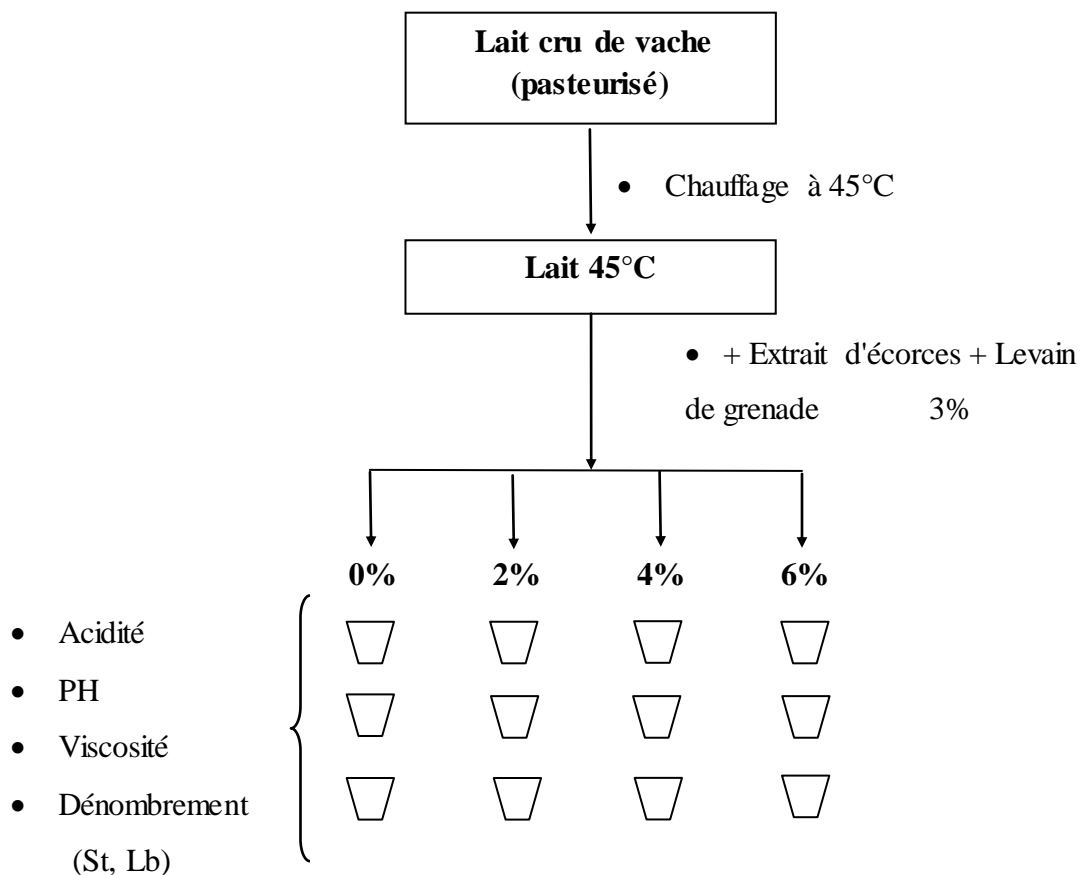 Lait cru de vache
(pasteurisé)
• Chauffage à 45°C
Lait 45°C
• + Extrait d'écorces + Levain
de grenade 3%
0% 2% 4% 6%
• Acidité
• PH
• Viscosité
• Dénombrement
(St, Lb)